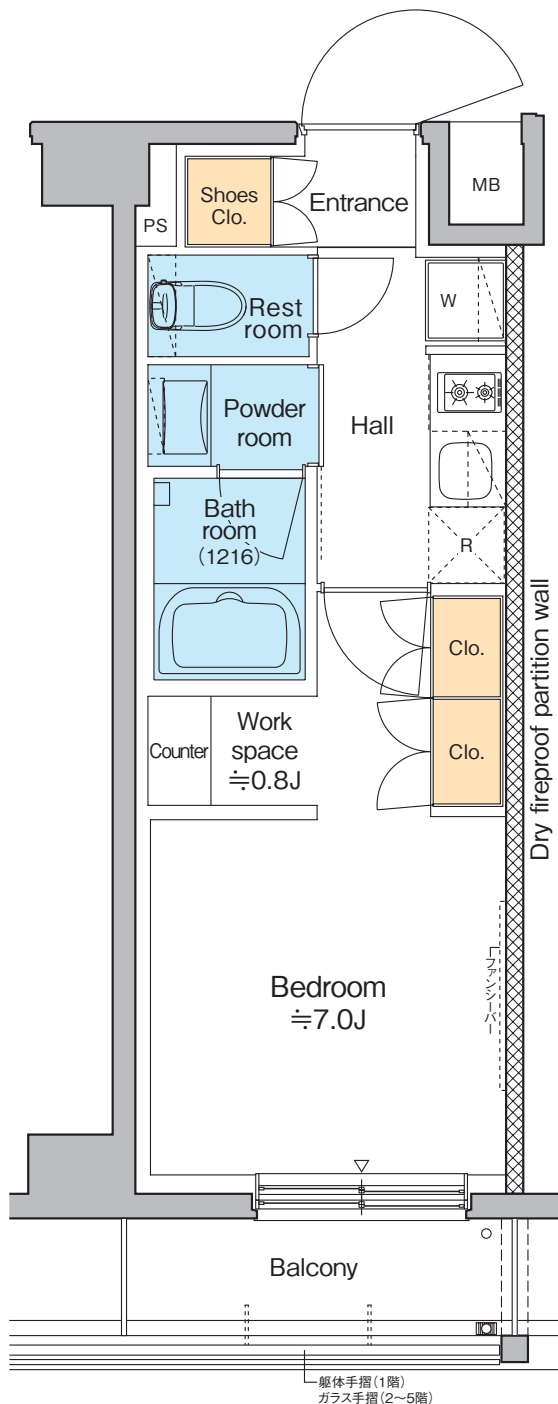 MB
Shoes
Clo.
Entrance
PS
W
Rest
room
Powder
room
Hall
Bath
room
(1216)
R
Clo.
Work
space
≒0.8J
Counter
Clo.
Dry fireproof partition wall
Bedroom
≒7.0J
ファンシーバー
Balcony
躯体手摺(1階)
ガラス手摺(2〜5階)